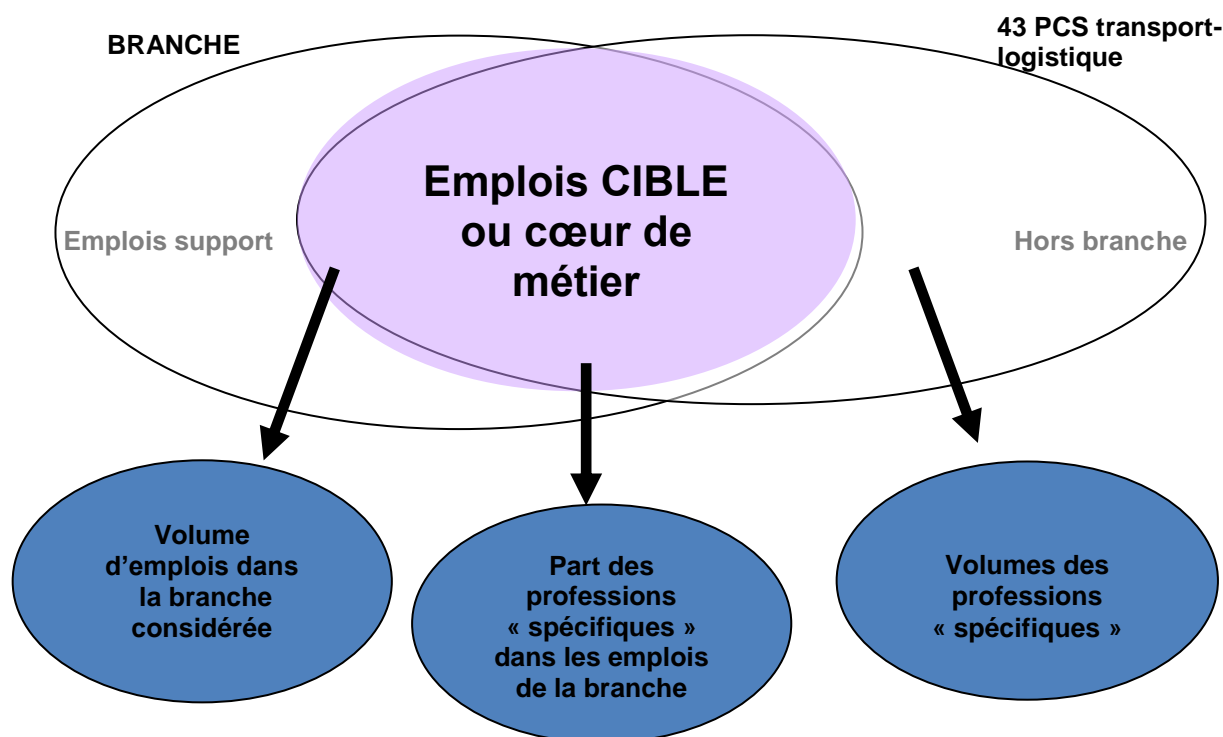 BRANCHE
43 PCS transport-
logistique
Emplois CIBLE
ou cœur de
métier
Emplois support
Hors branche
Volume
d’emplois dans
la branche
considérée
Part des
professions
« spécifiques »
dans les emplois
de la branche
Volumes des
professions
« spécifiques »